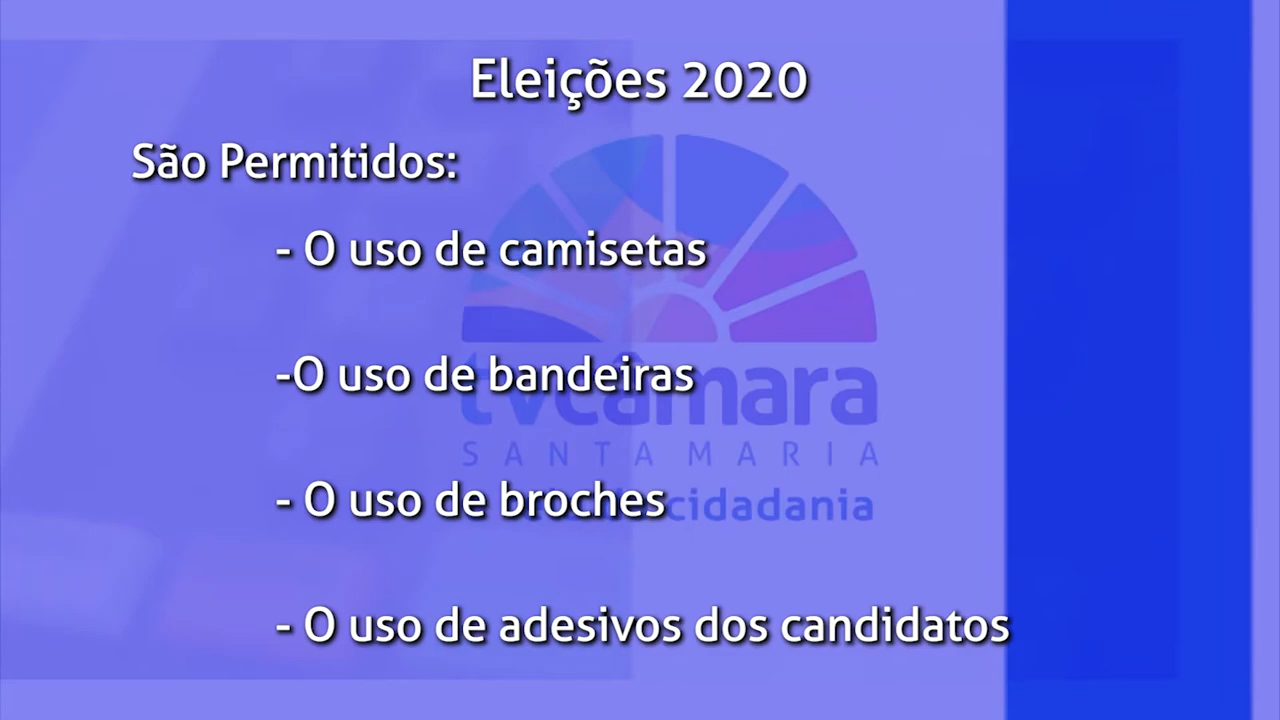 Eleições 2020
São Permitidos:
- O uso de camisetas
-O uso de bandeiras
tvcâmara
SANTA MARIA
- O uso de broches
cidadania
- O uso de adesivos dos candidatos